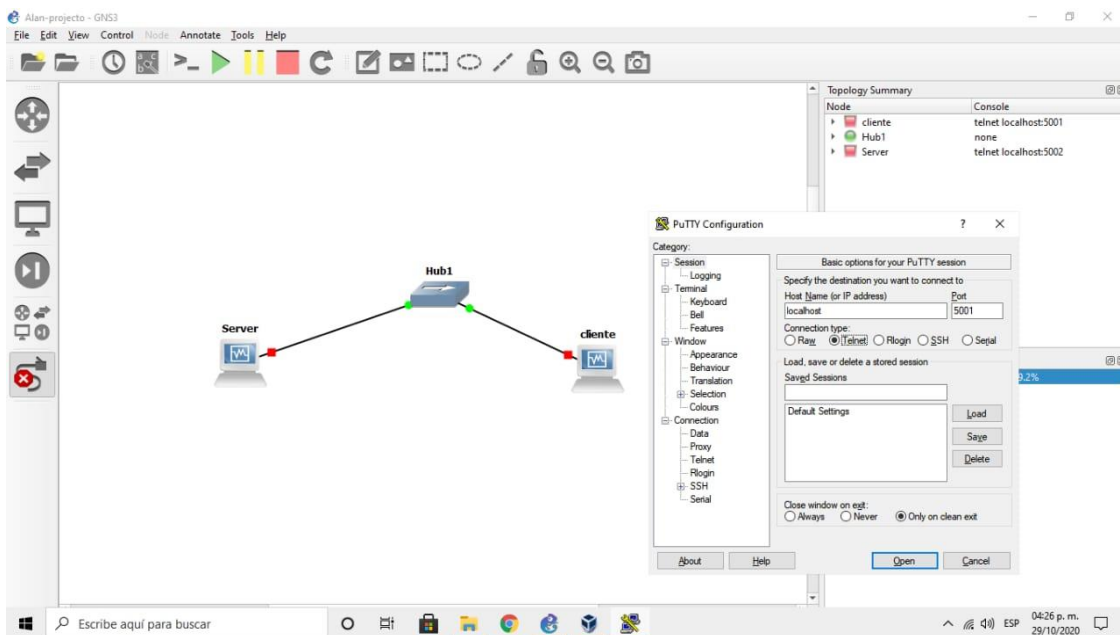 Alan-projecto - GNS3
File Edit View Control Node Annotate Tools Help
Topology Summary
Node Console
cliente telnet localhost:5001
Hub1 none
Server telnet localhost:5002
Hub1
Server
cliente
PuTTY Configuration
? ×
Category:
Session
Logging
Terminal
Keyboard
Bell
Features
Window
Appearance
Behaviour
Translation
Selection
Colours
Connection
Data
Proxy
Telnet
Rlogin
SSH
Serial
Basic options for your PuTTY session
Specify the destination you want to connect to
Host Name (or IP address) Port
localhost 5001
Connection type:
Raw Telnet Rlogin SSH Serial
Load, save or delete a stored session
Saved Sessions
Default Settings
Load
Save
Delete
Close window on exit:
Always Never Only on clean exit
About Help Open Cancel
9.2%
Escribe aquí para buscar
ESP
04:26 p. m.
29/10/2020